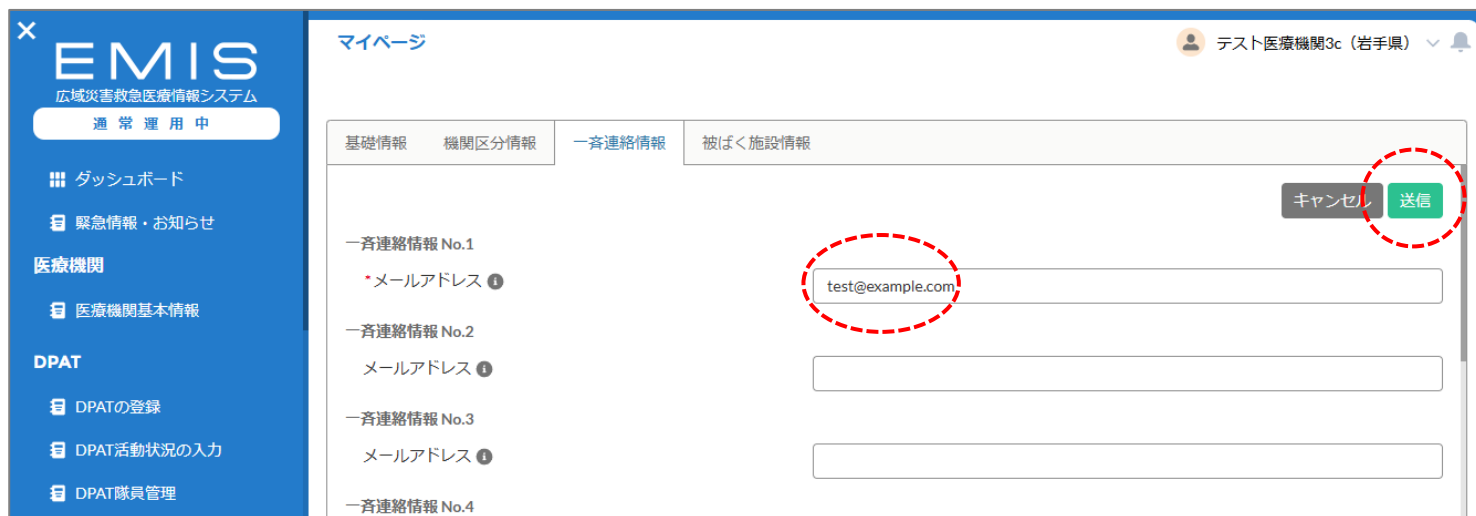 EMIS
広域災害救急医療情報システム
通常運用中
ダッシュボード
緊急情報・お知らせ
医療機関
医療機関基本情報
DPAT
DPATの登録
DPAT活動状況の入力
DPAT隊員管理
マイページ
テスト医療機関3c(岩手県)
基礎情報 機関区分情報 一斉連絡情報 被ばく施設情報
キャンセル 送信
一斉連絡情報 No.1
*メールアドレス
test@example.com
一斉連絡情報 No.2
メールアドレス
一斉連絡情報 No.3
メールアドレス
一斉連絡情報 No.4